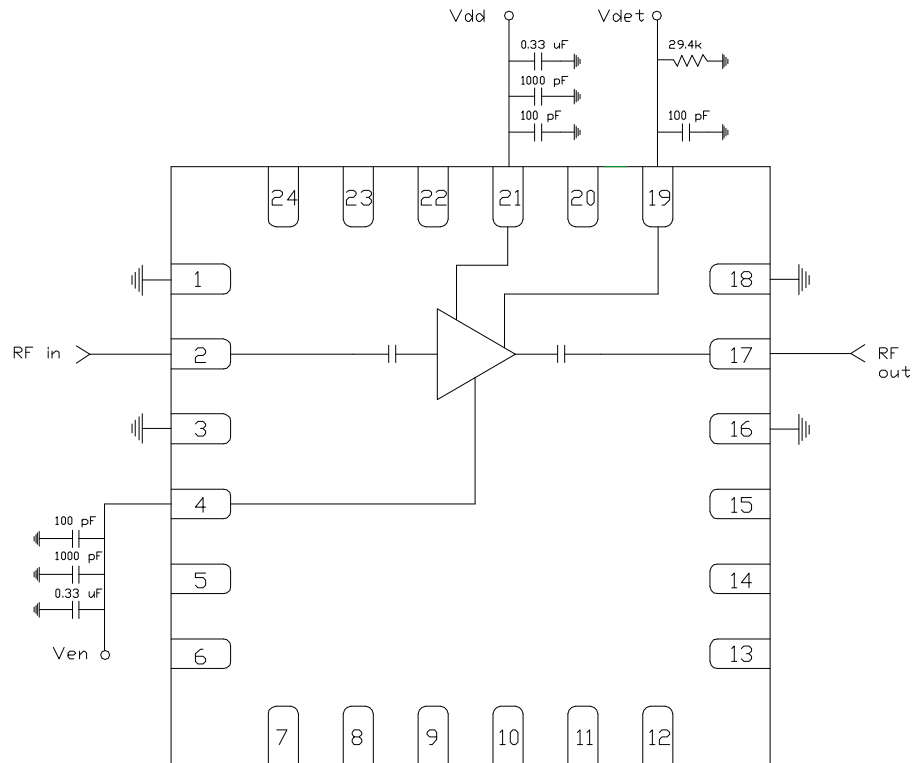 Vdd
Vdet
0.33 uF
29.4k
1000 pF
100 pF
100 pF
24
23
22
21
20
19
1
18
RF in
2
17
RF
out
3
16
4
15
100 pF
1000 pF
5
14
0.33 uF
Ven
6
13
7
8
9
10
11
12